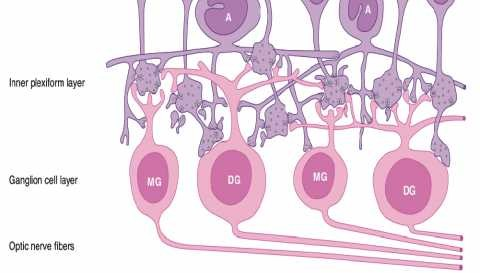 A
A
Inner plexiform layer
Ganglion cell layer
MG
DG
MG
DG
Optic nerve fibers